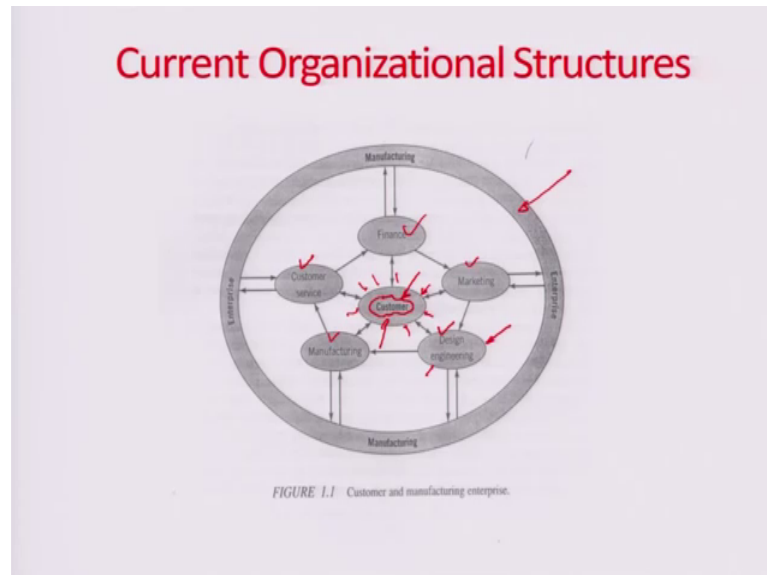 Current Organizational Structures
Manufacturing
Finance
Customer
service
Marketing
Enterprise
Customer
Enterprise
Manufacturing
Design
engineering
Manufacturing
FIGURE 1.1 Customer and manufacturing enterprise.